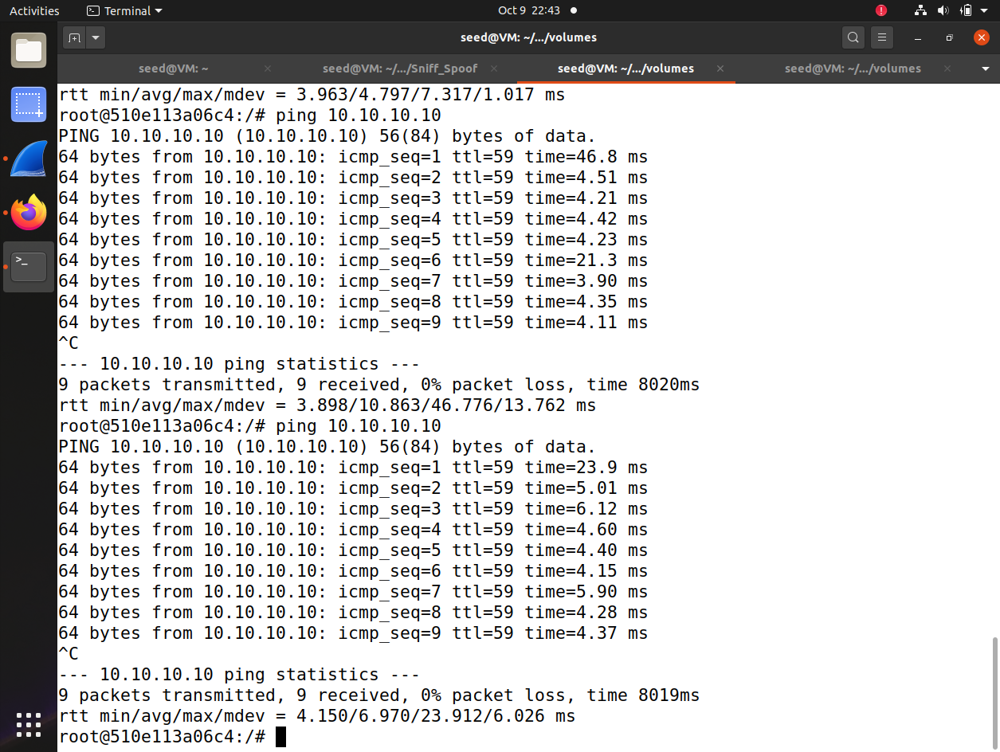 Activities Terminal Oct 9 22:43
seed@VM: ~/.../volumes
seed@VM: ~ seed@VM: ~/.../Sniff_Spoof seed@VM: ~/.../volumes seed@VM: ~/.../volumes
rtt min/avg/max/mdev = 3.963/4.797/7.317/1.017 ms
root@510e113a06c4:/# ping 10.10.10.10
PING 10.10.10.10 (10.10.10.10) 56(84) bytes of data.
64 bytes from 10.10.10.10: icmp_seq=1 ttl=59 time=46.8 ms
64 bytes from 10.10.10.10: icmp_seq=2 ttl=59 time=4.51 ms
64 bytes from 10.10.10.10: icmp_seq=3 ttl=59 time=4.21 ms
64 bytes from 10.10.10.10: icmp_seq=4 ttl=59 time=4.42 ms
64 bytes from 10.10.10.10: icmp_seq=5 ttl=59 time=4.23 ms
64 bytes from 10.10.10.10: icmp_seq=6 ttl=59 time=21.3 ms
64 bytes from 10.10.10.10: icmp_seq=7 ttl=59 time=3.90 ms
64 bytes from 10.10.10.10: icmp_seq=8 ttl=59 time=4.35 ms
64 bytes from 10.10.10.10: icmp_seq=9 ttl=59 time=4.11 ms
^C
--- 10.10.10.10 ping statistics ---
9 packets transmitted, 9 received, 0% packet loss, time 8020ms
rtt min/avg/max/mdev = 3.898/10.863/46.776/13.762 ms
root@510e113a06c4:/# ping 10.10.10.10
PING 10.10.10.10 (10.10.10.10) 56(84) bytes of data.
64 bytes from 10.10.10.10: icmp_seq=1 ttl=59 time=23.9 ms
64 bytes from 10.10.10.10: icmp_seq=2 ttl=59 time=5.01 ms
64 bytes from 10.10.10.10: icmp_seq=3 ttl=59 time=6.12 ms
64 bytes from 10.10.10.10: icmp_seq=4 ttl=59 time=4.60 ms
64 bytes from 10.10.10.10: icmp_seq=5 ttl=59 time=4.40 ms
64 bytes from 10.10.10.10: icmp_seq=6 ttl=59 time=4.15 ms
64 bytes from 10.10.10.10: icmp_seq=7 ttl=59 time=5.90 ms
64 bytes from 10.10.10.10: icmp_seq=8 ttl=59 time=4.28 ms
64 bytes from 10.10.10.10: icmp_seq=9 ttl=59 time=4.37 ms
^C
--- 10.10.10.10 ping statistics ---
9 packets transmitted, 9 received, 0% packet loss, time 8019ms
rtt min/avg/max/mdev = 4.150/6.970/23.912/6.026 ms
root@510e113a06c4:/#